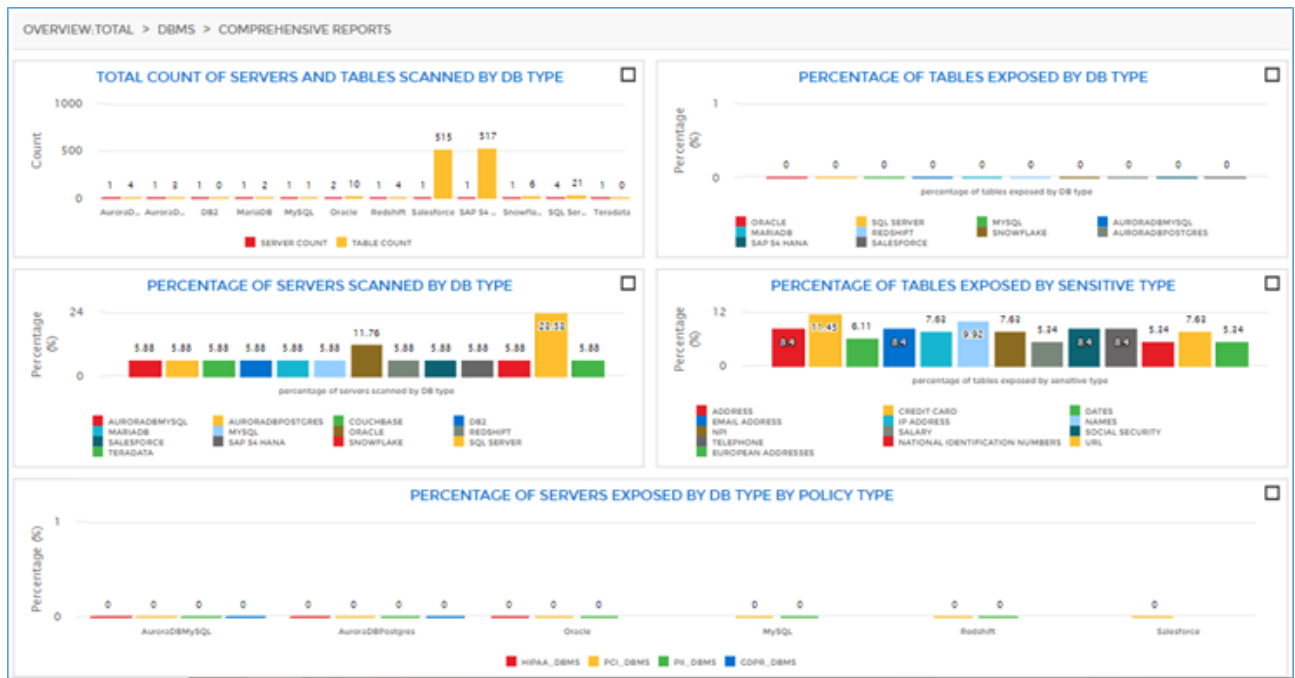 OVERVIEW:TOTAL > DBMS > COMPREHENSIVE REPORTS
TOTAL COUNT OF SERVERS AND TABLES SCANNED BY DB TYPE
1000
500
0
Count
515 517
1 4 1 3 1 0 1 2 1 1 2 10 1 4 1 1 1 6 4 21 1 0
AuroraD... AuroraD... DB2 MariaDB MySQL Oracle Redshift Salesforce SAP S4 ... Snowfla... SQL Ser... Teradata
SERVER COUNT TABLE COUNT
PERCENTAGE OF TABLES EXPOSED BY DB TYPE
1
0
Percentage (%)
0 0 0 0 0 0 0 0 0 0
percentage of tables exposed by DB type
ORACLE SQL SERVER MYSQL AURORADBMYSQL
MARIADB REDSHIFT SNOWFLAKE AURORADBPOSTGRES
SAP S4 HANA SALESFORCE
PERCENTAGE OF SERVERS SCANNED BY DB TYPE
24
0
Percentage (%)
5.88 5.88 5.88 5.88 5.88 5.88 11.76 5.88 5.88 5.88 5.88 23.53 5.88
percentage of servers scanned by DB type
AURORADBMYSQL AURORADBPOSTGRES COUCHBASE DB2
MARIADB MYSQL ORACLE REDSHIFT
SALESFORCE SAP S4 HANA SNOWFLAKE SQL SERVER
TERADATA
PERCENTAGE OF TABLES EXPOSED BY SENSITIVE TYPE
12
0
Percentage (%)
8.4 11.45 6.11 8.4 7.63 9.92 7.63 5.34 8.4 8.4 5.34 7.63 5.34
percentage of tables exposed by sensitive type
ADDRESS CREDIT CARD DATES
EMAIL ADDRESS IP ADDRESS NAMES
NPI SALARY SOCIAL SECURITY
TELEPHONE NATIONAL IDENTIFICATION NUMBERS URL
EUROPEAN ADDRESSES
PERCENTAGE OF SERVERS EXPOSED BY DB TYPE BY POLICY TYPE
1
0
Percentage (%)
0 0 0 0 0 0 0 0 0 0 0 0 0 0 0 0
AuroraDBMySQL AuroraDBPostgres Oracle MySQL Redshift Salesforce
HIPAA_DBMS PCI_DBMS PII_DBMS GDPR_DBMS